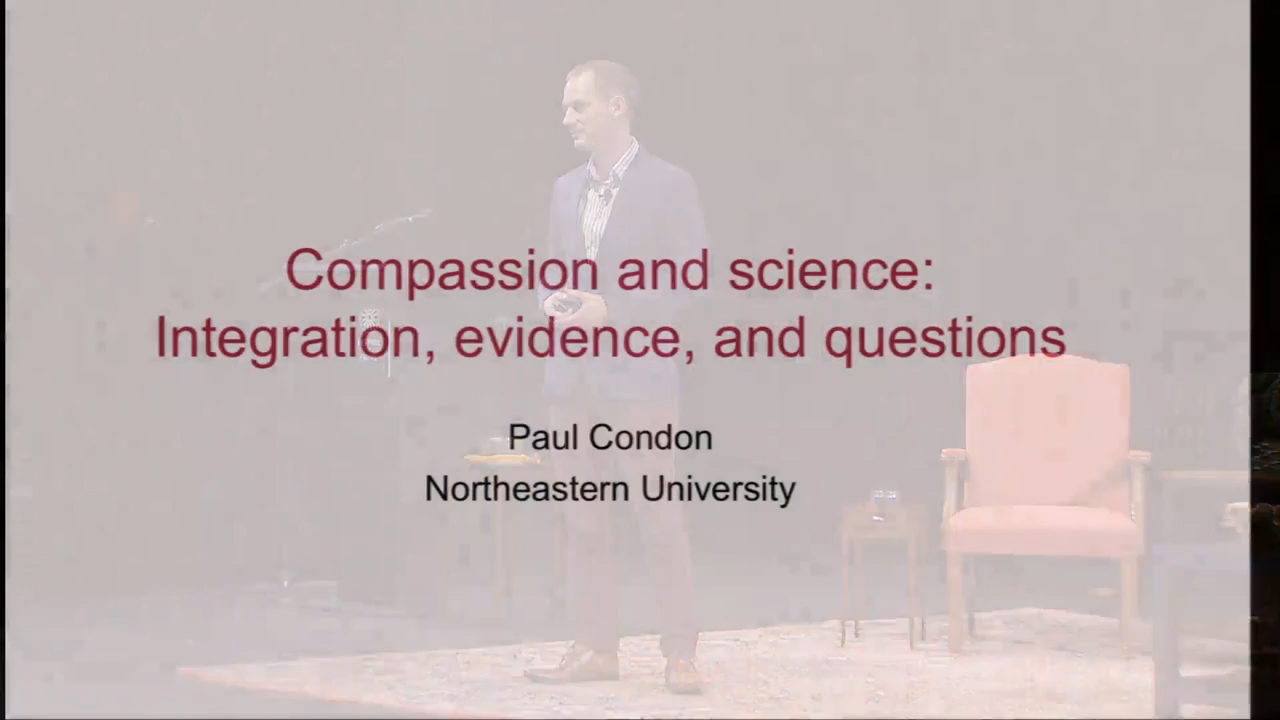 Compassion and science:
Integration, evidence, and questions
Paul Condon
Northeastern University